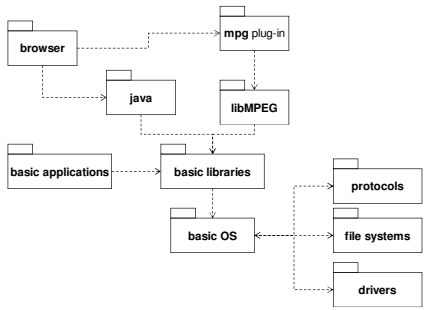 mpg plug-in
browser
java
libMPEG
basic applications
basic libraries
protocols
basic OS
file systems
drivers